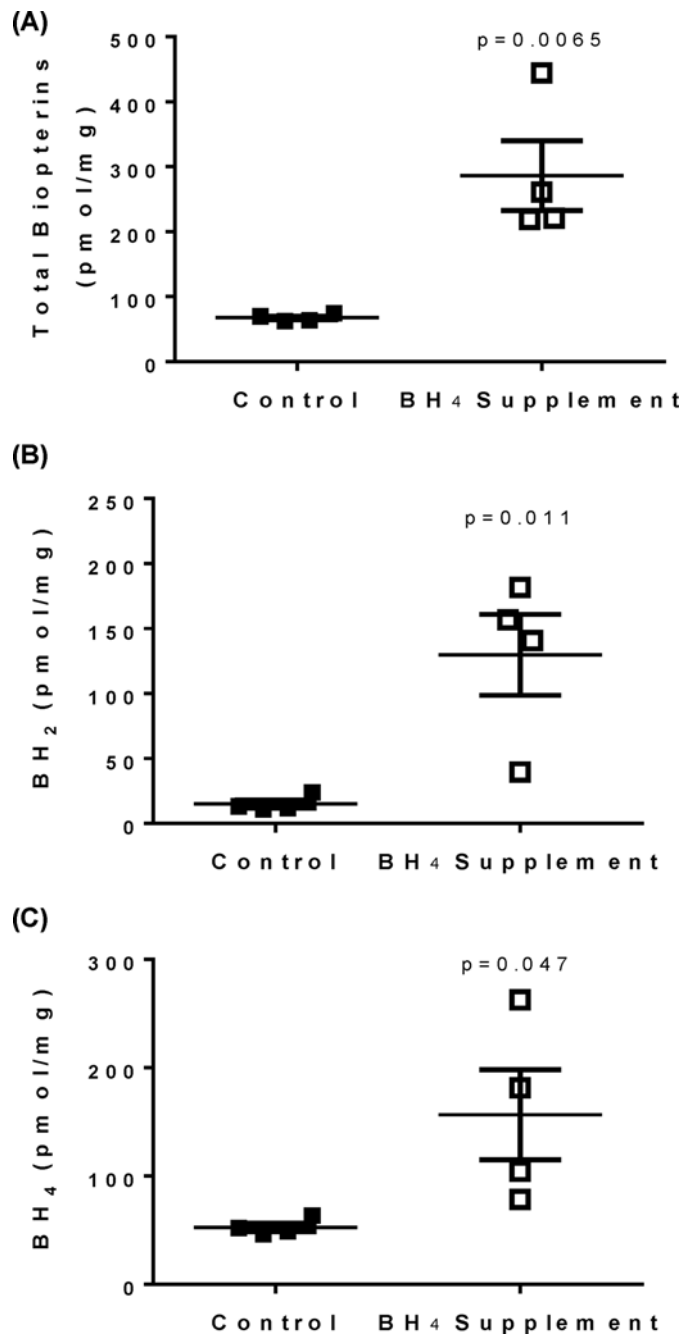 (A)
p=0.0065
500
400
300
200
100
0
Total Biopterins
(pmol/mg)
Control BH4 Supplement
(B)
p=0.011
250
200
150
100
50
0
BH2 (pmol/mg)
Control BH4 Supplement
(C)
p=0.047
300
200
100
0
BH4 (pmol/mg)
Control BH4 Supplement